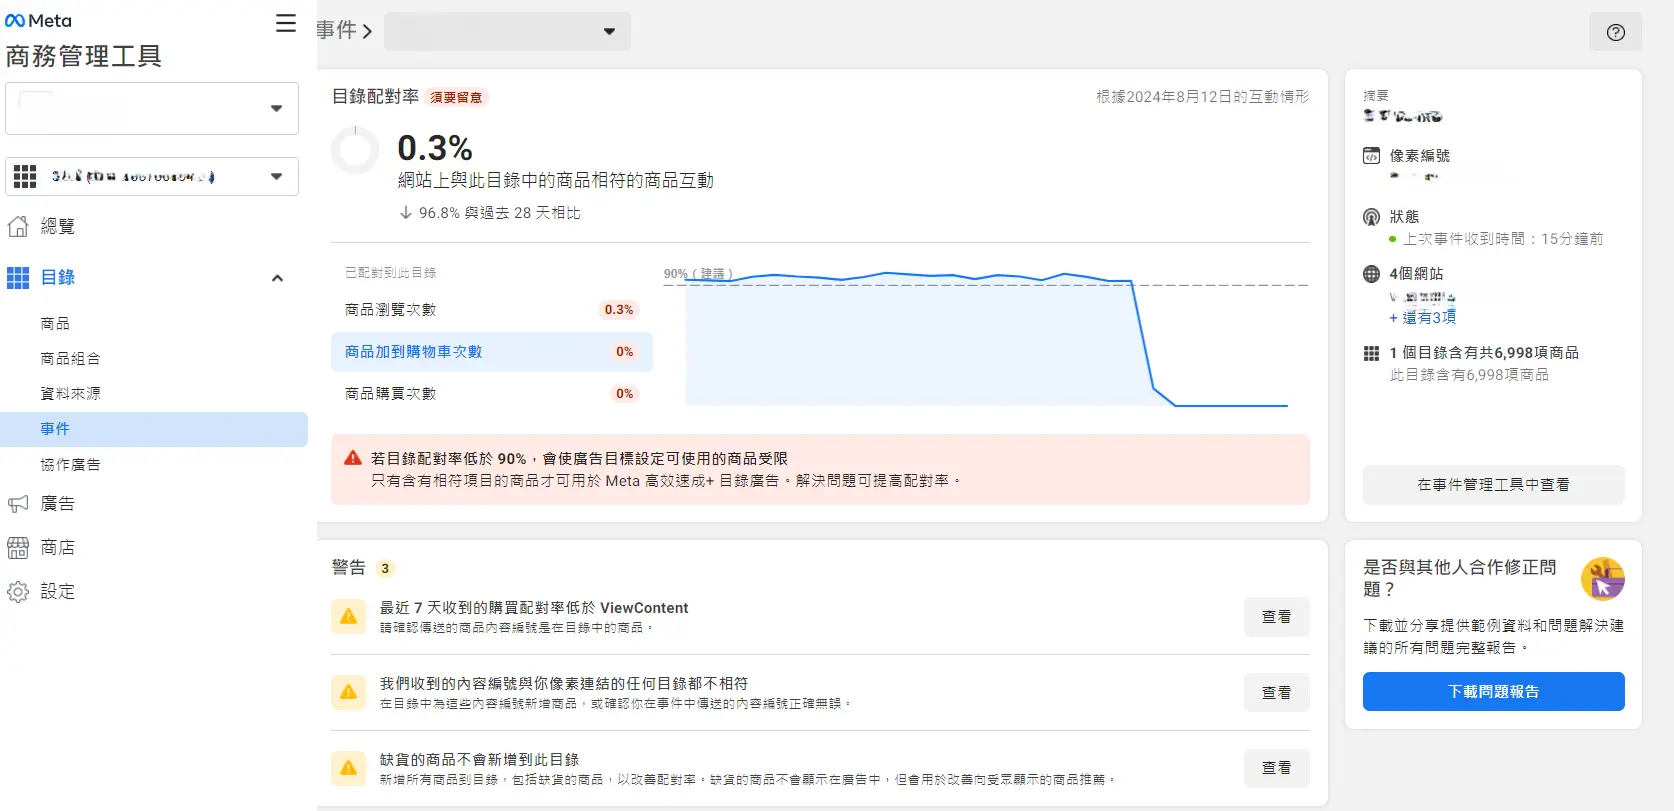 Meta
商務管理工具
總覽
目錄
商品
商品組合
資料來源
事件
協作廣告
廣告
商店
設定
事件
目錄配對率 須要留意
根據2024年8月12日的互動情形
0.3%
網站上與此目錄中的商品相符的商品互動
↓ 96.8% 與過去 28 天相比
已配對到此目錄
商品瀏覽次數 0.3%
商品加到購物車次數 0%
商品購買次數 0%
90% ( 建議 )
若目錄配對率低於 90%，會使廣告目標設定可使用的商品受限
只有含有相符項目的商品才可用於 Meta 高效速成+ 目錄廣告。解決問題可提高配對率。
警告 3
最近 7 天收到的購買配對率低於 ViewContent
請確認傳送的商品內容編號是在目錄中的商品。
查看
我們收到的內容編號與你像素連結的任何目錄都不相符
在目錄中為這些內容編號新增商品，或確認你在事件中傳送的內容編號正確無誤。
查看
缺貨的商品不會新增到此目錄
新增所有商品到目錄，包括缺貨的商品，以改善配對率。缺貨的商品不會顯示在廣告中，但會用於改善向受眾顯示的商品推薦。
查看
摘要
像素編號
狀態
上次事件收到時間：15分鐘前
4個網站
+ 還有3項
1 個目錄含有共6,998項商品
此目錄含有6,998項商品
在事件管理工具中查看
是否與其他人合作修正問
題？
下載並分享提供範例資料和問題解決建
議的所有問題完整報告。
下載問題報告